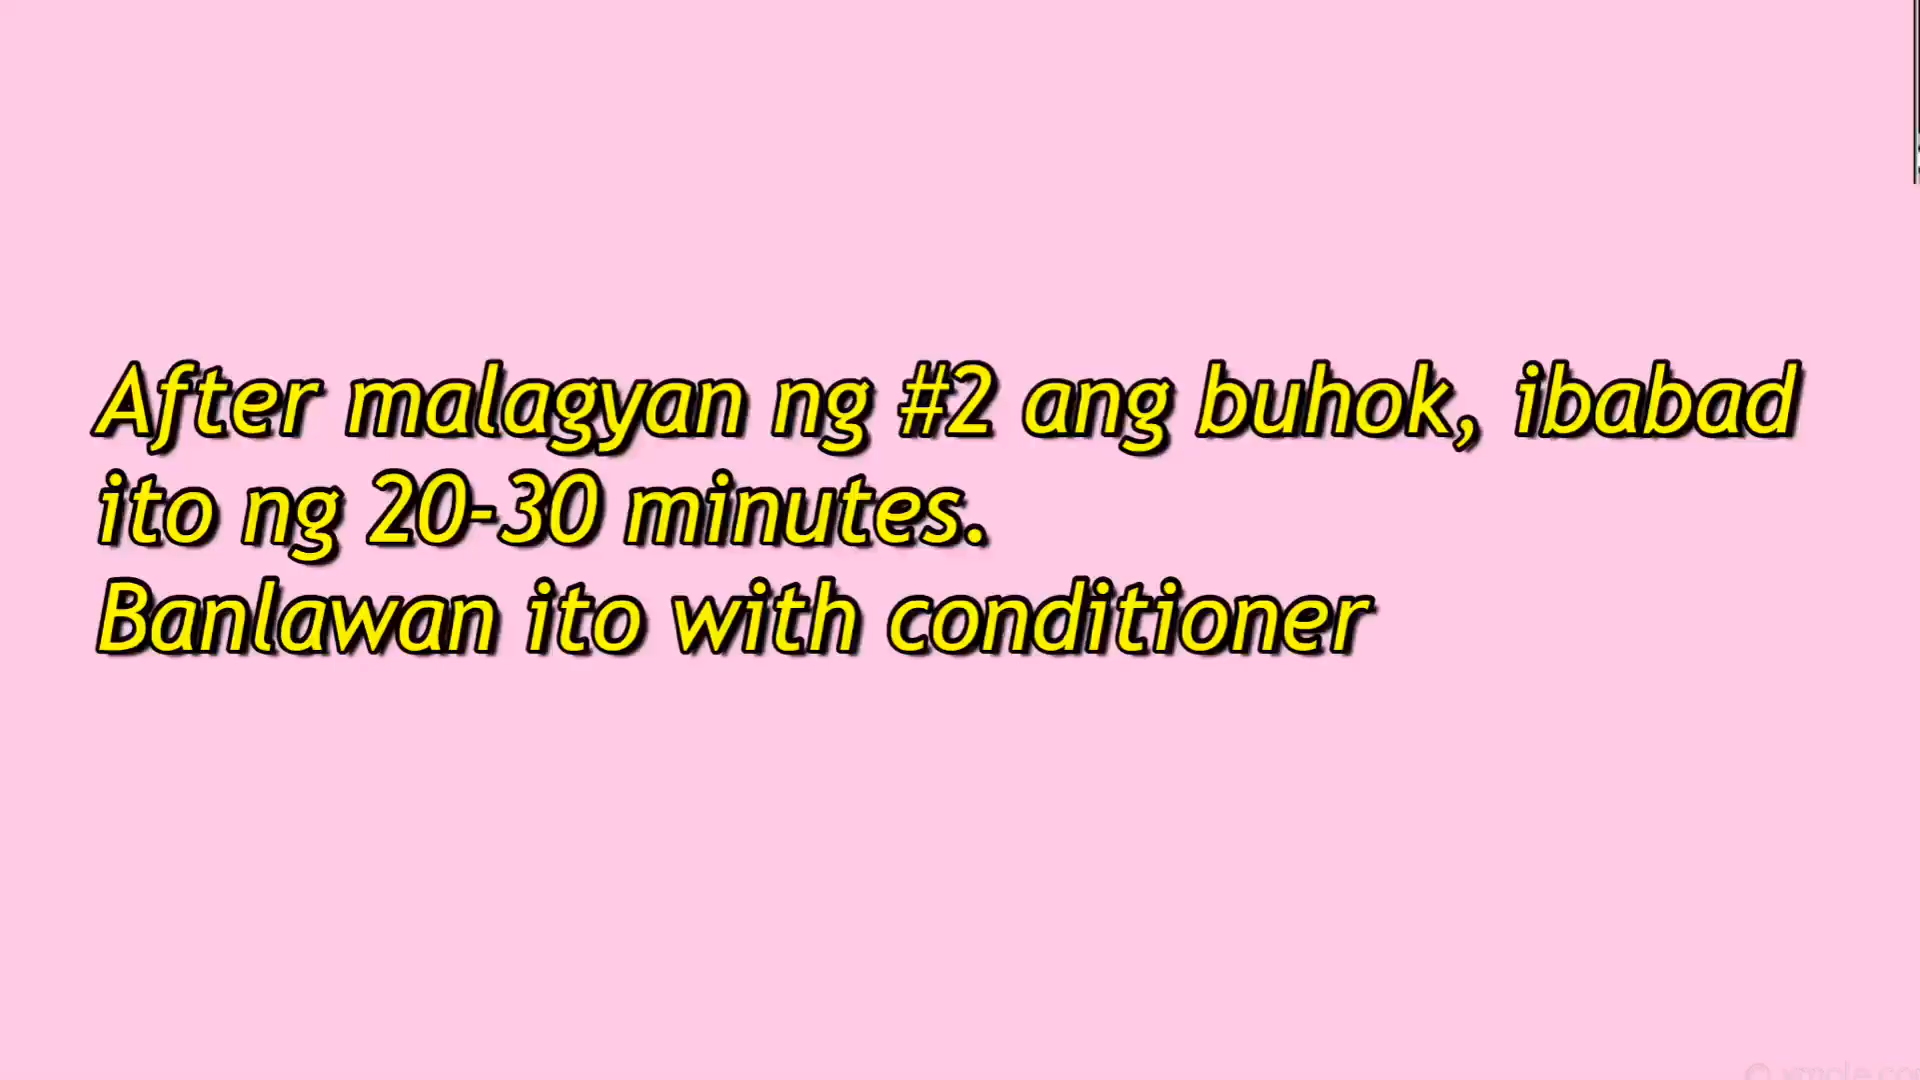 After malagyan ng #2 ang buhok, ibabad
ito ng 20-30 minutes.
Banlawan ito with conditioner